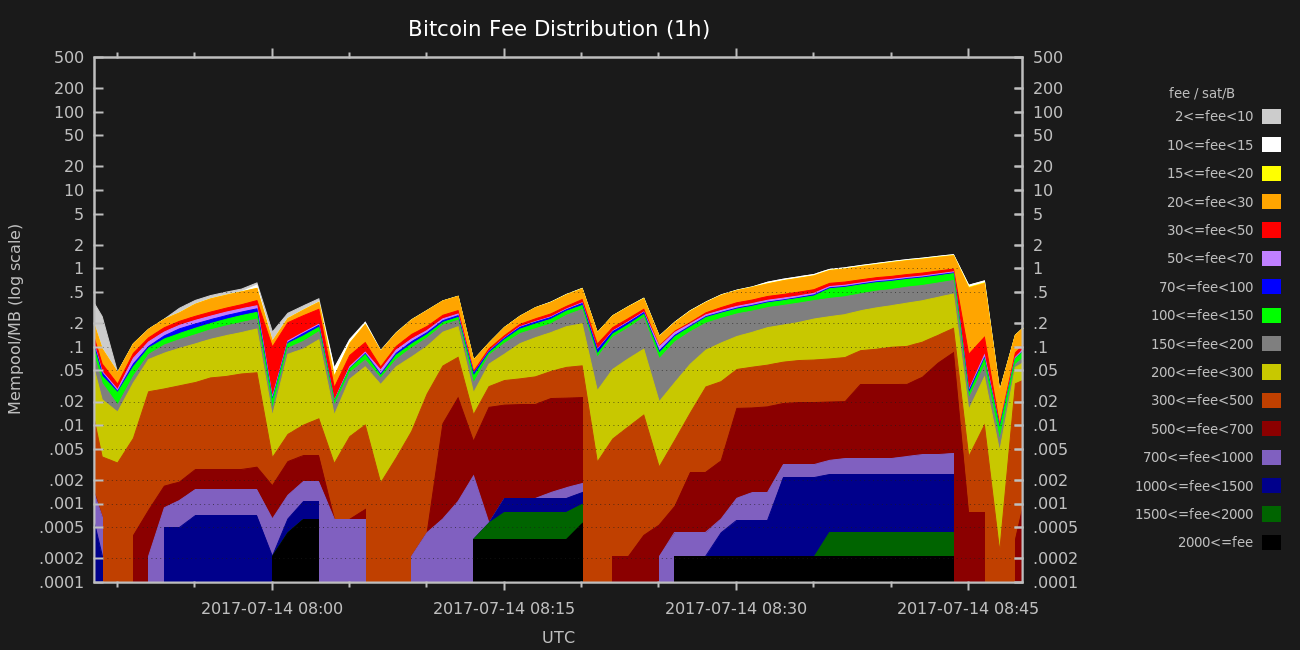 Bitcoin Fee Distribution (1h)
500
200
100
50
20
10
5
2
1
.5
.2
.1
.05
.02
.01
.005
.002
.001
.0005
.0002
.0001
Mempool/MB (log scale)
500
200
100
50
20
10
5
2
1
.5
.2
.1
.05
.02
.01
.005
.002
.001
.0005
.0002
.0001
2017-07-14 08:00
2017-07-14 08:15
2017-07-14 08:30
2017-07-14 08:45
UTC
fee / sat/B
2<=fee<10
10<=fee<15
15<=fee<20
20<=fee<30
30<=fee<50
50<=fee<70
70<=fee<100
100<=fee<150
150<=fee<200
200<=fee<300
300<=fee<500
500<=fee<700
700<=fee<1000
1000<=fee<1500
1500<=fee<2000
2000<=fee